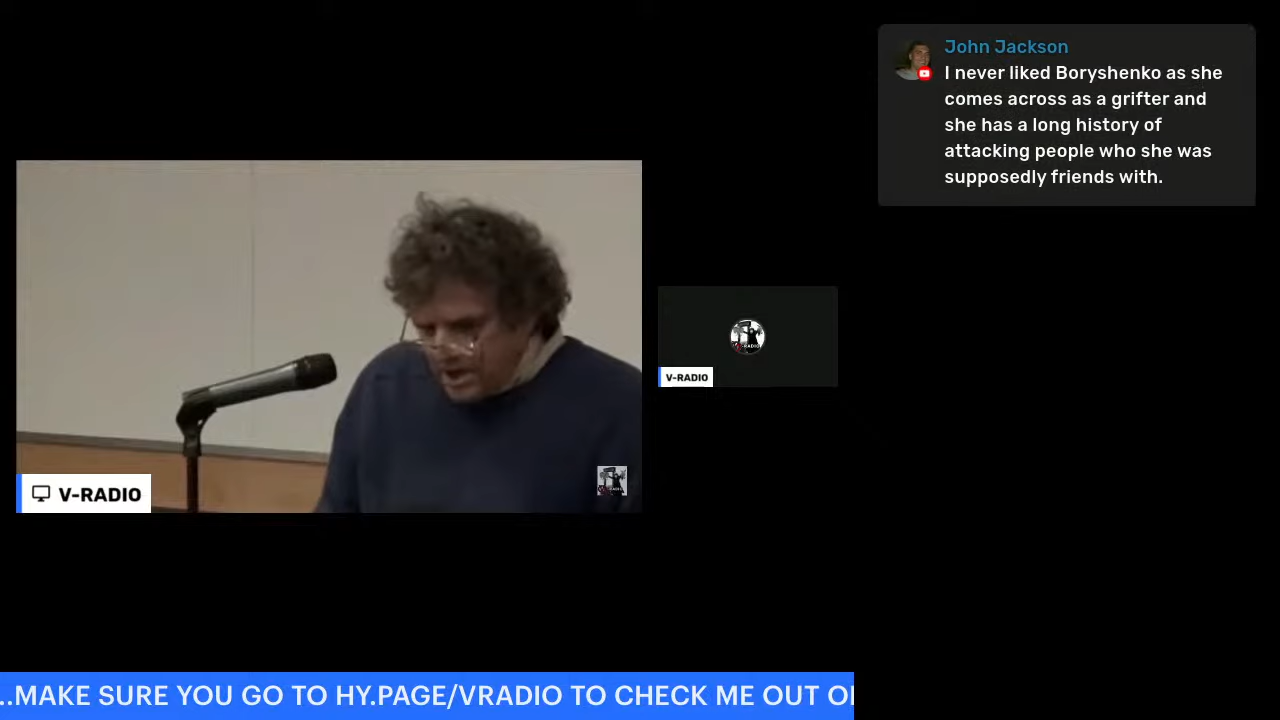 John Jackson
I never liked Boryshenko as she
comes across as a grifter and
she has a long history of
attacking people who she was
supposedly friends with.
V-RADIO
V-RADIO
..MAKE SURE YOU GO TO HY.PAGE/VRADIO TO CHECK ME OUT